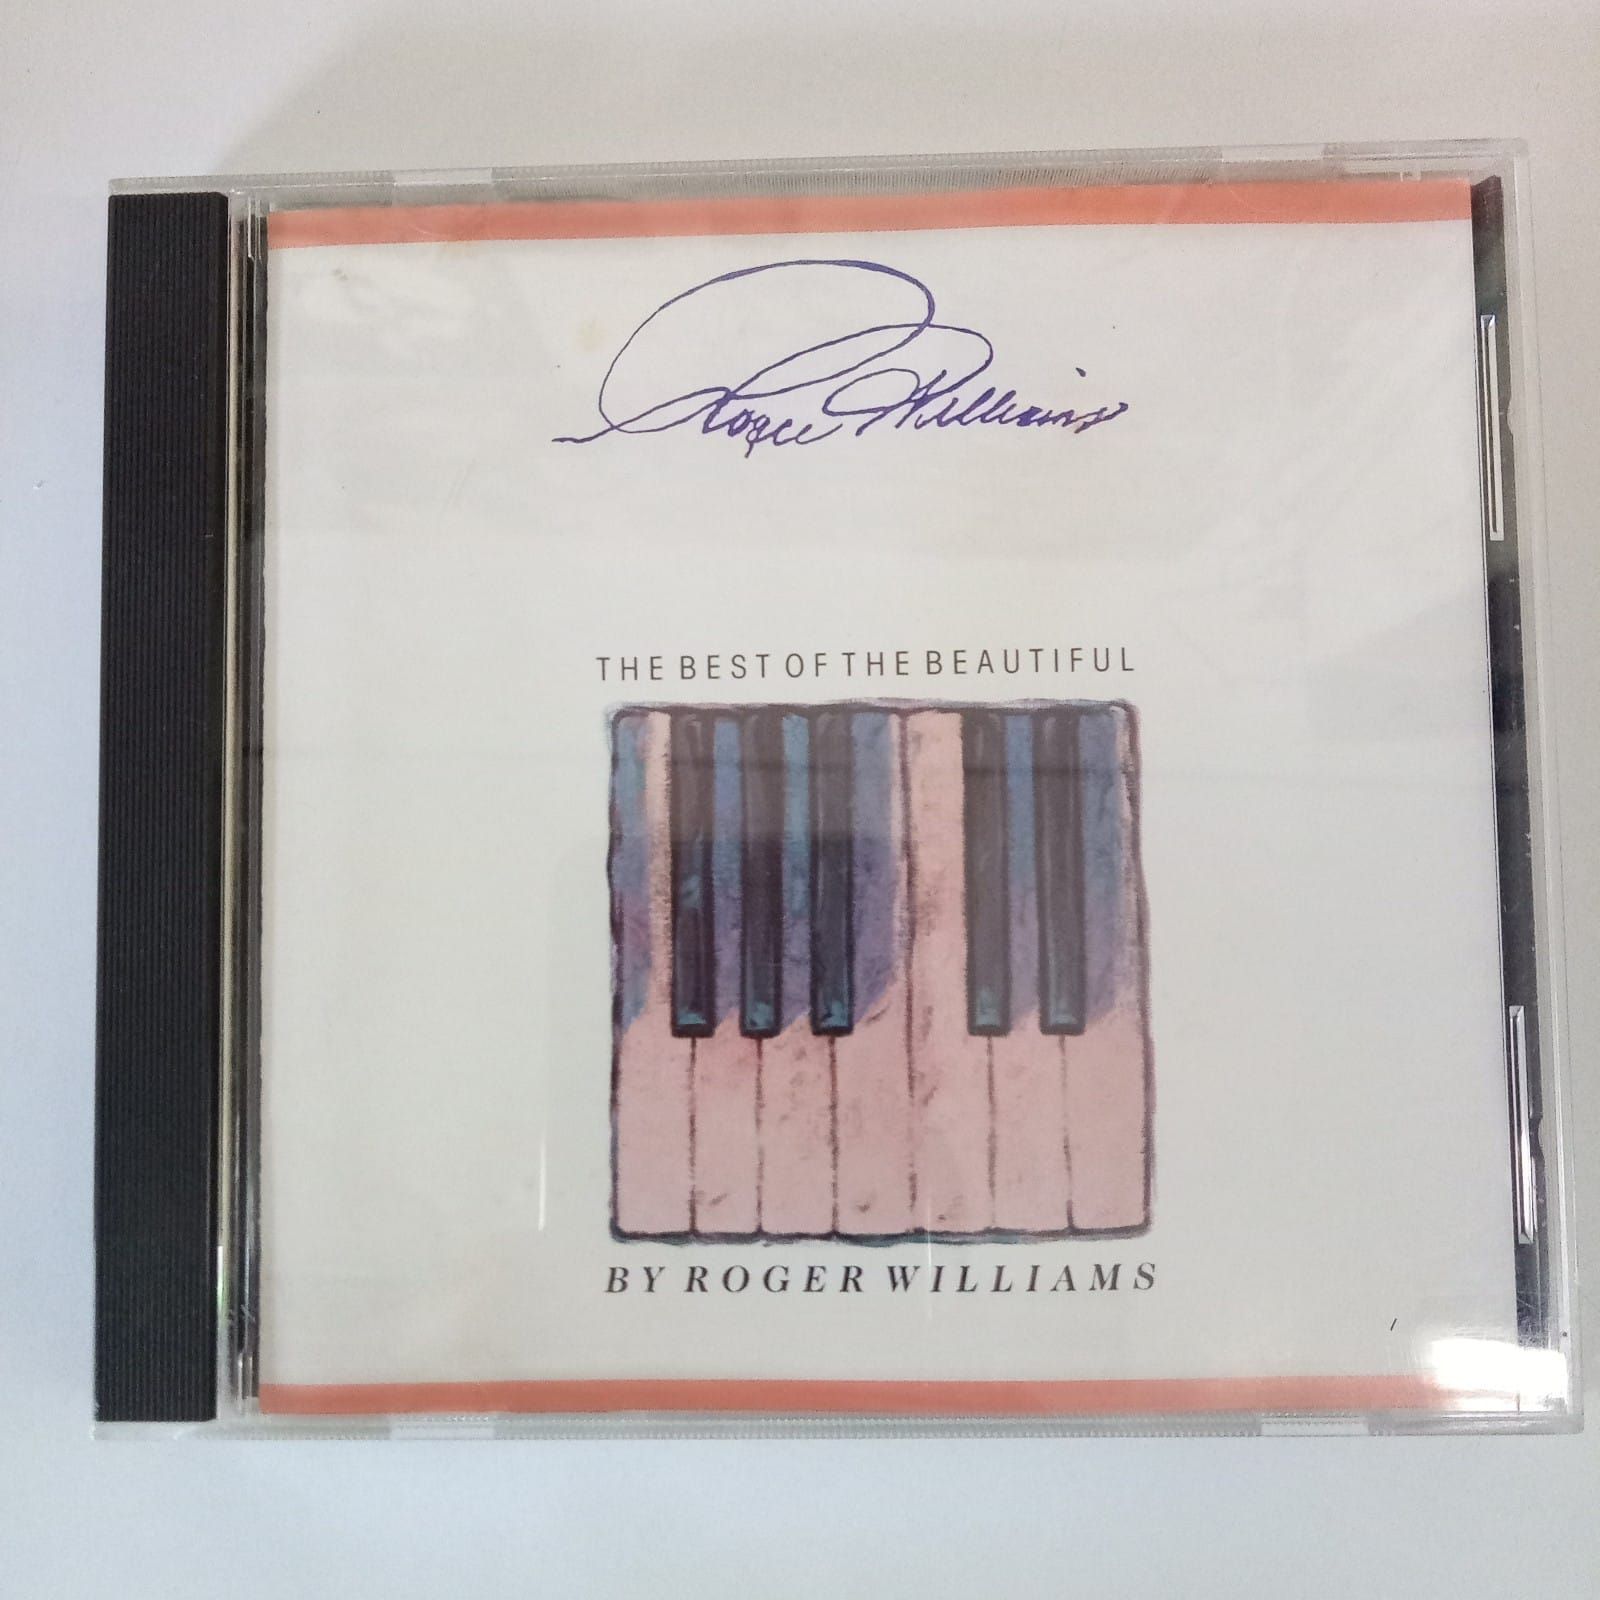 Roger Williams
THE BEST OF THE BEAUTIFUL
BY ROGER WILLIAMS